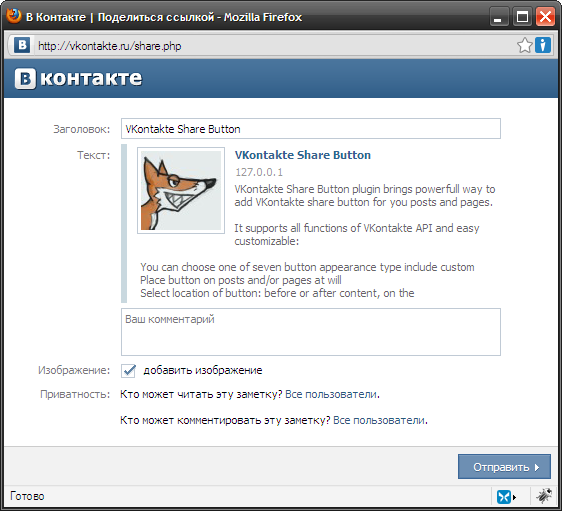 В Контакте | Поделиться ссылкой - Mozilla Firefox
B http://vkontakte.ru/share.php
В контакте
Заголовок: VKontakte Share Button
Текст: VKontakte Share Button
127.0.0.1
VKontakte Share Button plugin brings powerfull way to
add VKontakte share button for you posts and pages.
It supports all functions of VKontakte API and easy
customizable:
You can choose one of seven button appearance type include custom
Place button on posts and/or pages at will
Select location of button: before or after content, on the
Ваш комментарий
Изображение: добавить изображение
Приватность: Кто может читать эту заметку? Все пользователи.
Кто может комментировать эту заметку? Все пользователи.
Отправить
Готово